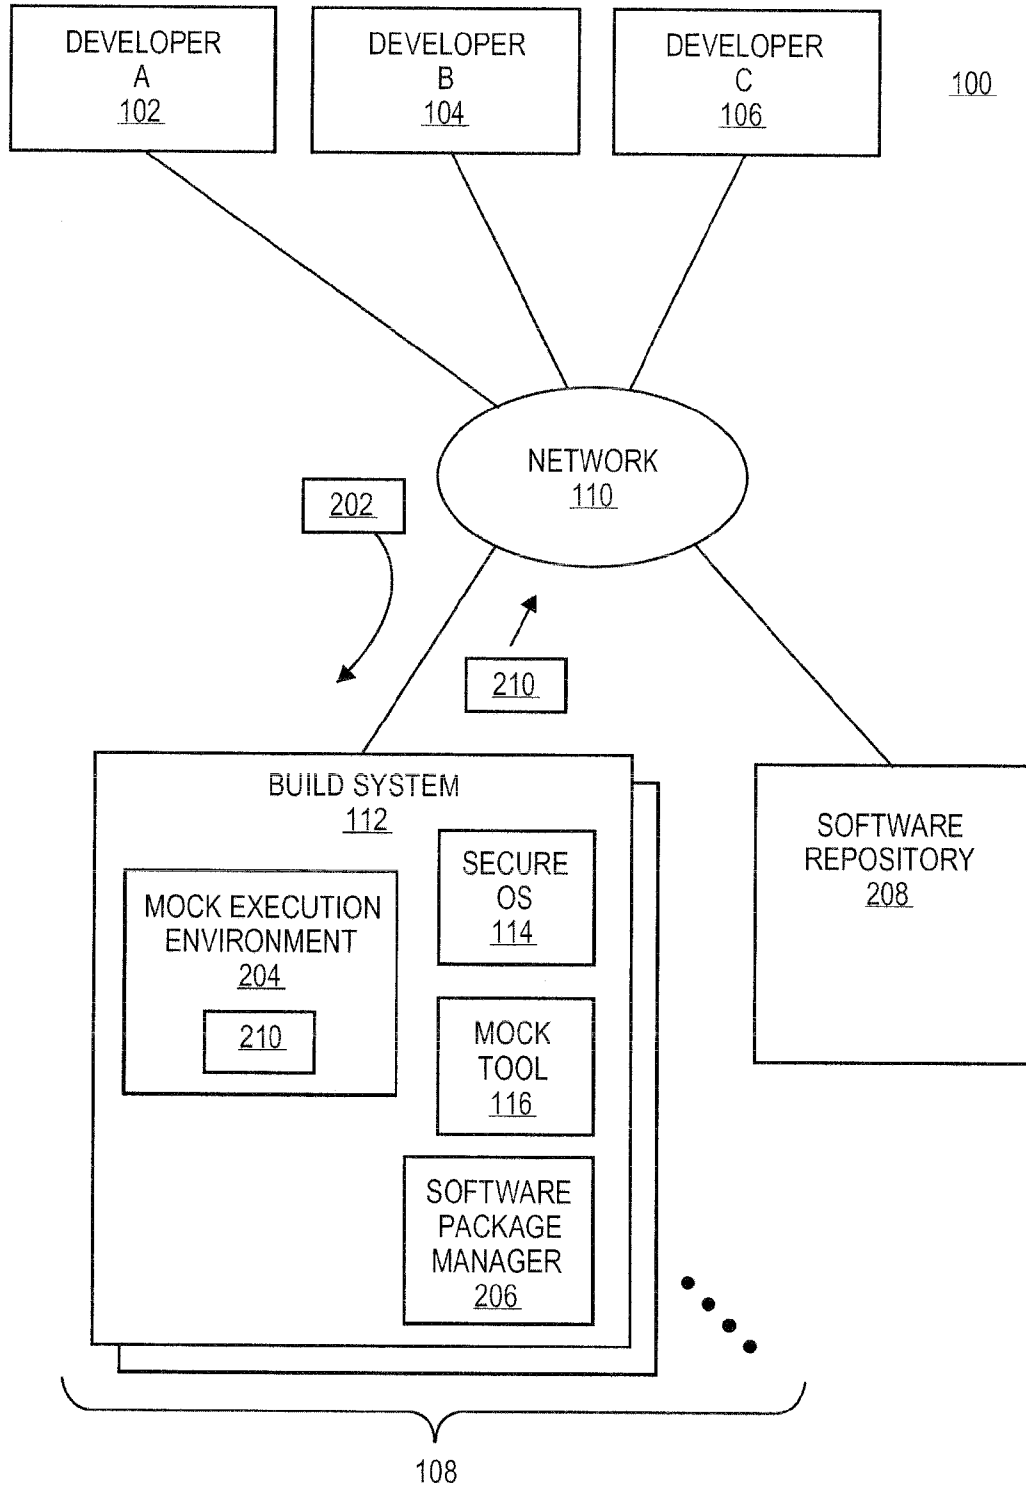 DEVELOPER
A
102
DEVELOPER
B
104
DEVELOPER
C
106
100
NETWORK
110
202
210
BUILD SYSTEM
112
MOCK EXECUTION
ENVIRONMENT
204
210
SECURE
OS
114
MOCK
TOOL
116
SOFTWARE
PACKAGE
MANAGER
206
SOFTWARE
REPOSITORY
208
108